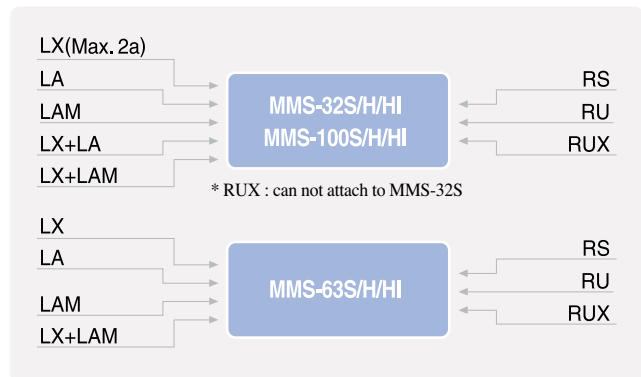 LX(Max. 2a)
LA
LAM
LX+LA
LX+LAM
MMS-32S/H/HI
MMS-100S/H/HI
RS
RU
RUX
* RUX : can not attach to MMS-32S
LX
LA
LAM
LX+LAM
MMS-63S/H/HI
RS
RU
RUX